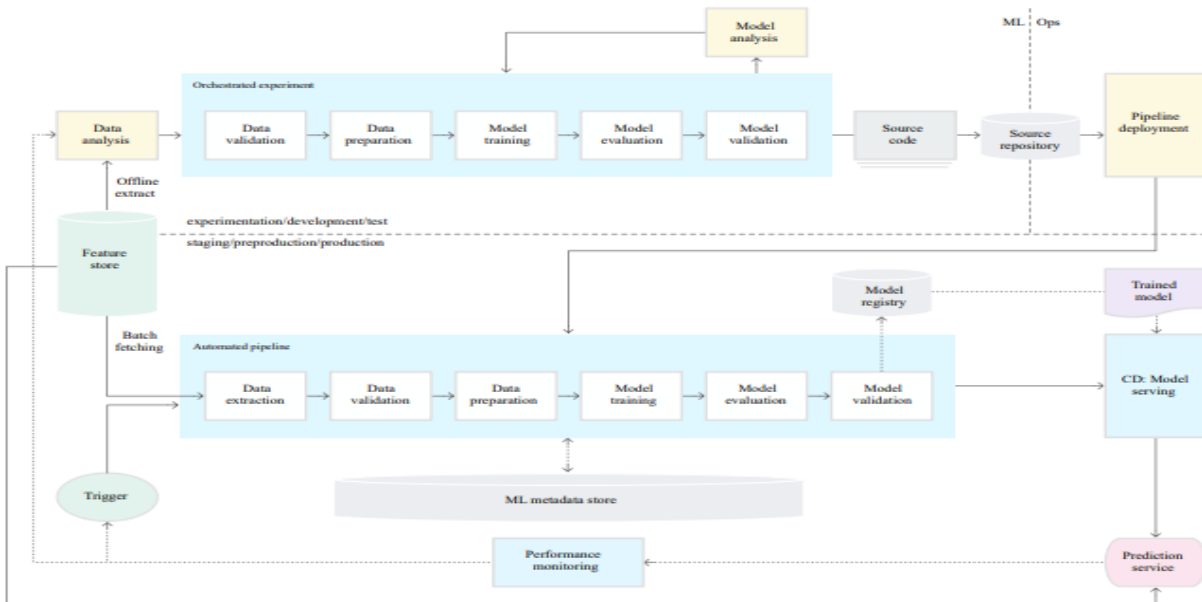 Model
analysis
ML
Ops
Orchestrated experiment
Data
analysis
Data
validation
Data
preparation
Model
training
Model
evaluation
Model
validation
Source
code
Source
repository
Pipeline
deployment
Offline
extract
experimentation/development/test
staging/preproduction/production
Feature
store
Batch
fetching
Model
registry
Trained
model
Automated pipeline
Data
extraction
Data
validation
Data
preparation
Model
training
Model
evaluation
Model
validation
CD: Model
serving
Trigger
ML metadata store
Performance
monitoring
Prediction
service